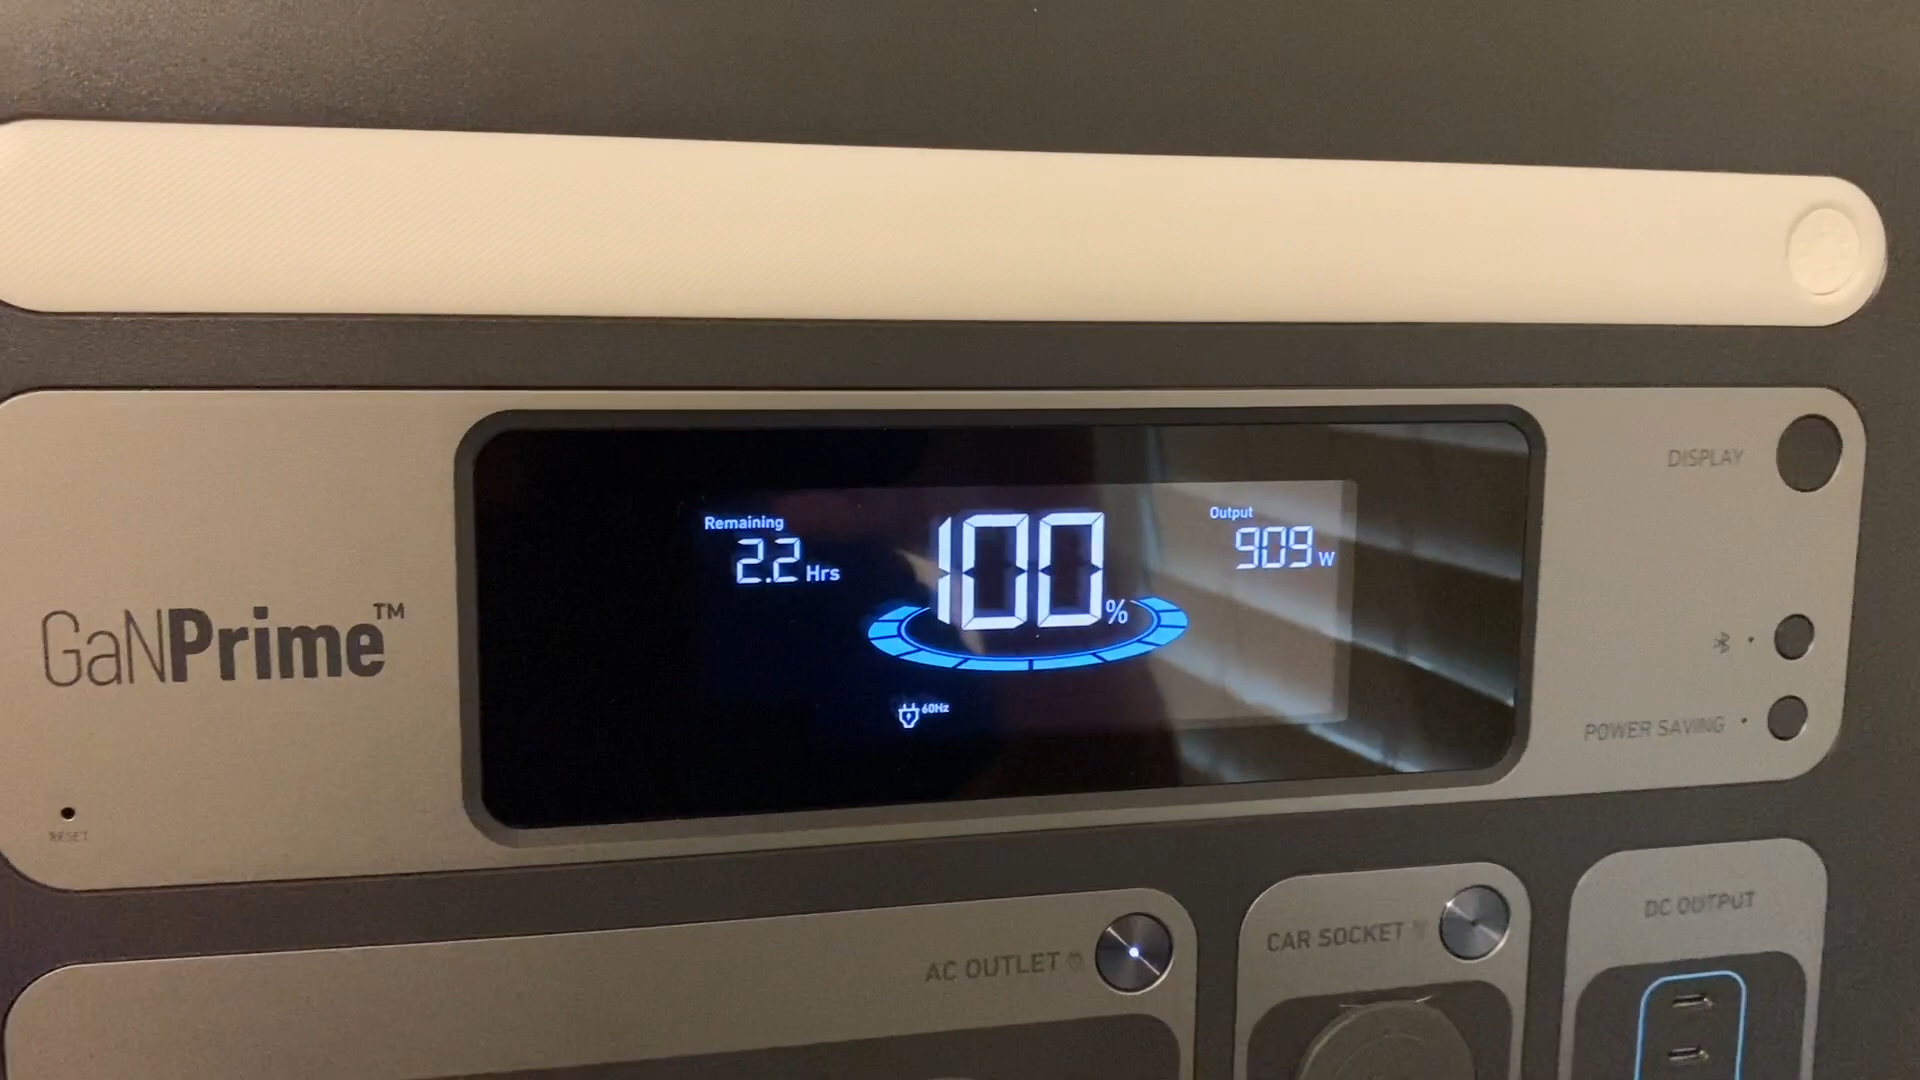 DISPLAY
Remaining
2.2 Hrs
100%
Output
909 W
GaNPrime™
60Hz
POWER SAVING
RESET
AC OUTLET
CAR SOCKET
DC OUTPUT